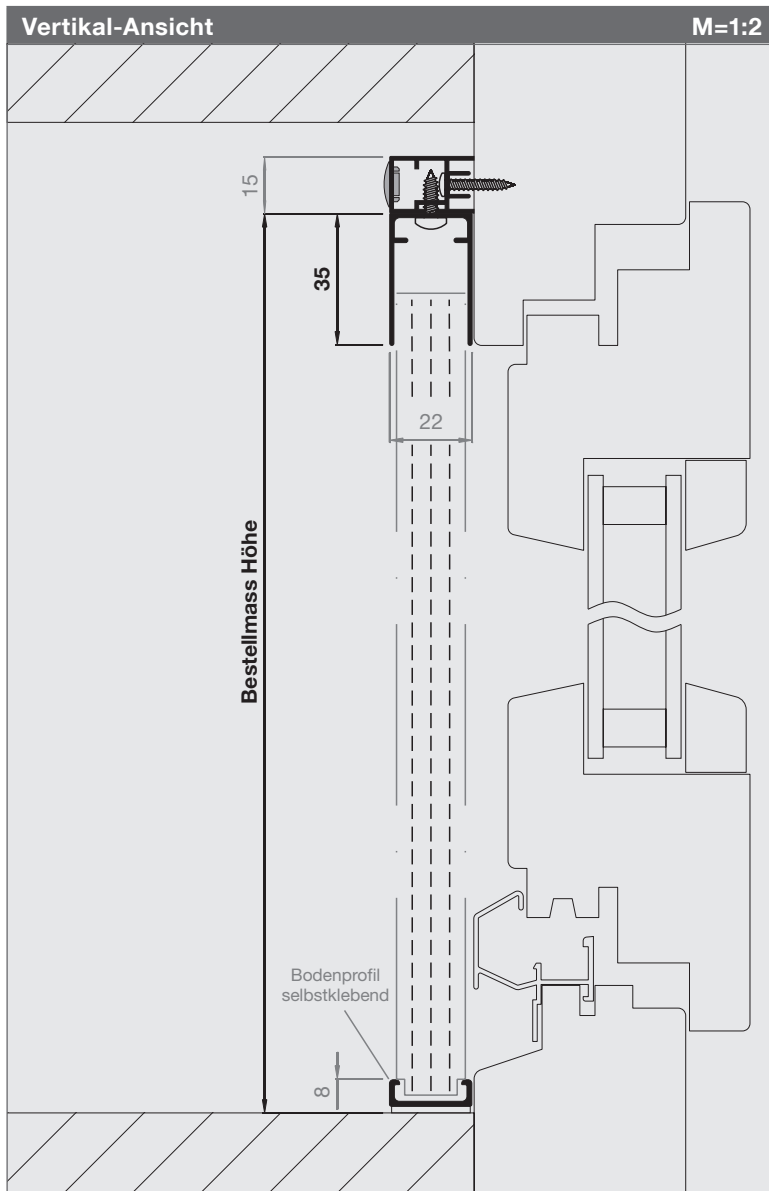 Vertikal-Ansicht
M=1:2
15
35
22
Bestellmass Höhe
Bodenprofil
selbstklebend
8